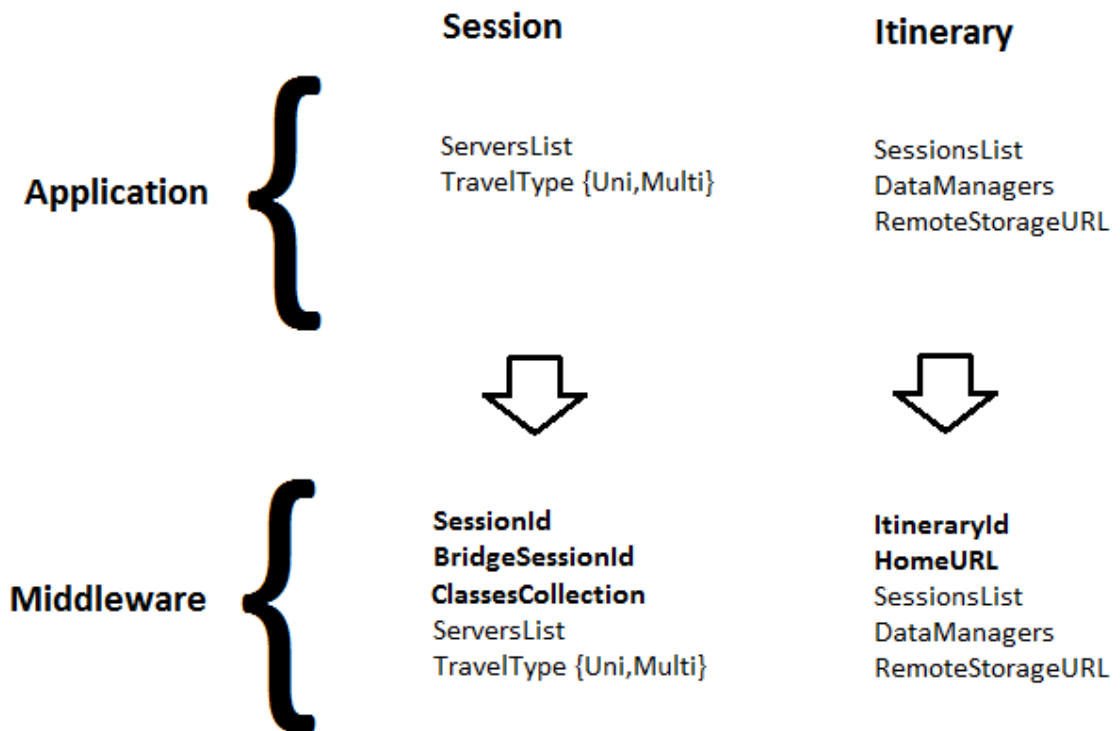 Session
Itinerary
Application
ServersList
TravelType {Uni,Multi}
SessionsList
DataManagers
RemoteStorageURL
Middleware
SessionId
BridgeSessionId
ClassesCollection
ServersList
TravelType {Uni,Multi}
ItineraryId
HomeURL
SessionsList
DataManagers
RemoteStorageURL